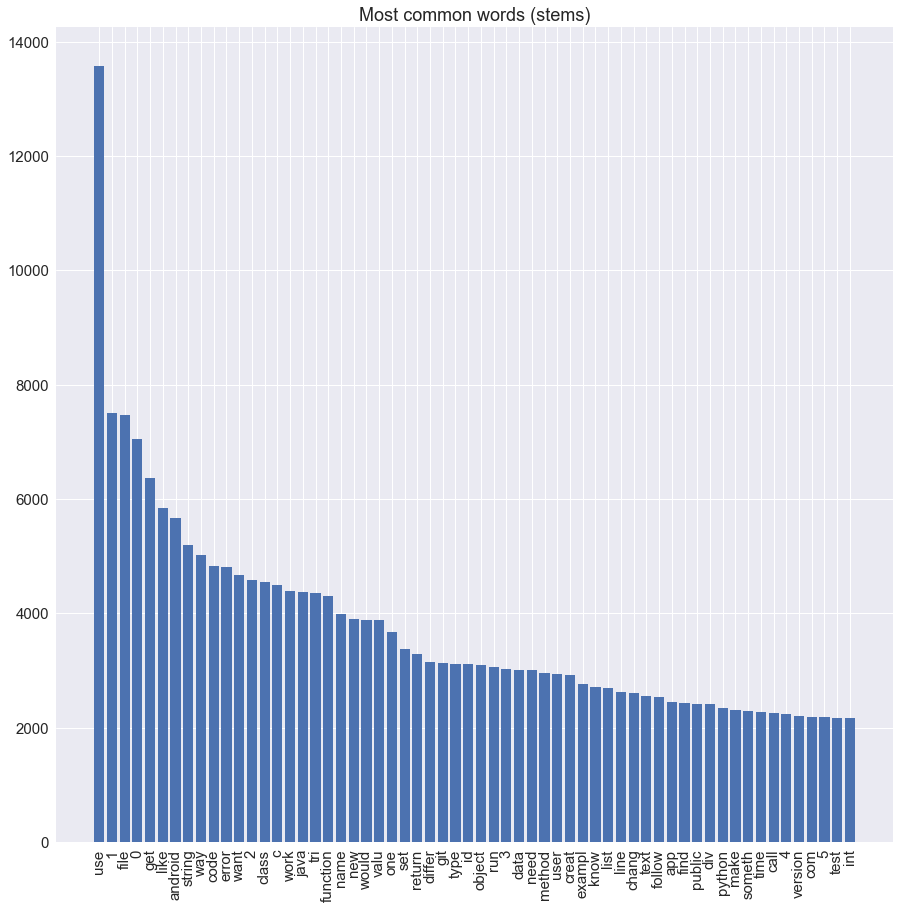 Most common words (stems)
14000
12000
10000
8000
6000
4000
2000
0
use
1
file
0
get
like
android
string
way
code
error
want
2
class
c
work
java
tri
function
name
new
would
valu
one
set
return
differ
git
type
id
object
run
3
data
need
method
user
creat
exampl
know
list
line
chang
text
follow
app
find
public
div
python
make
someth
time
call
4
version
com
5
test
int